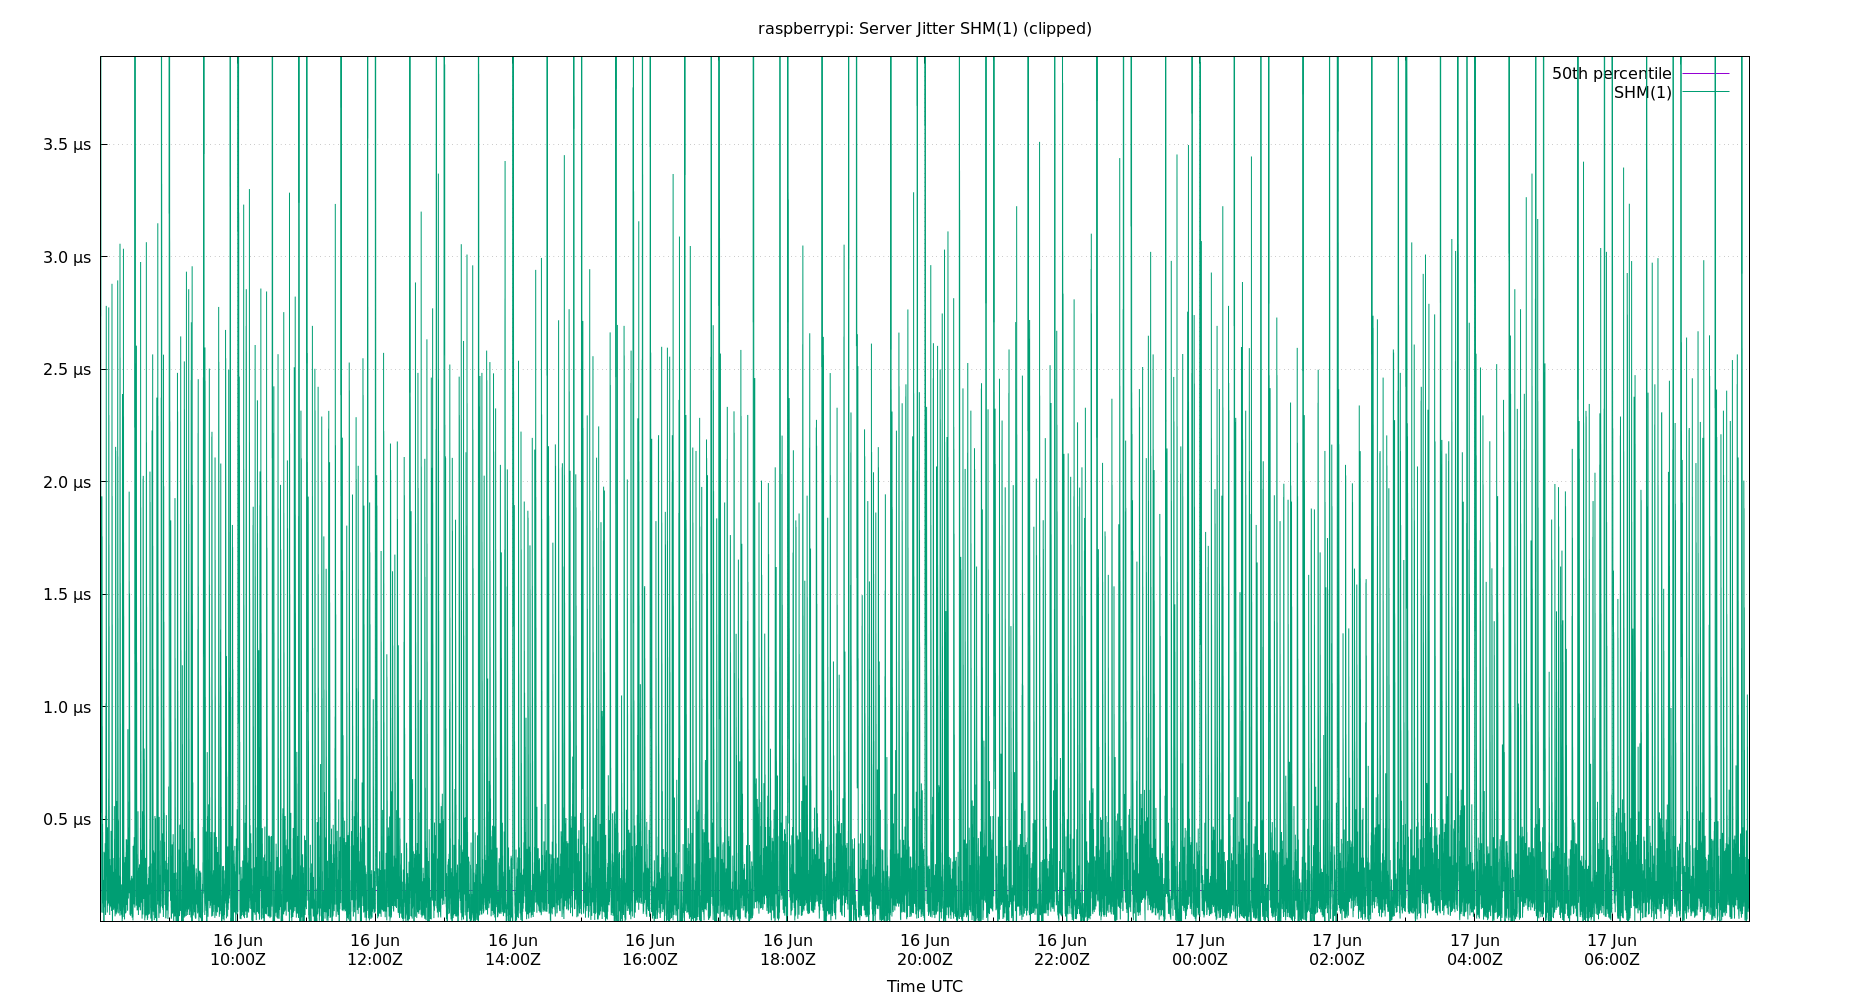 raspberrypi: Server Jitter SHM(1) (clipped)
50th percentile
SHM(1)
3.5 µs
3.0 µs
2.5 µs
2.0 µs
1.5 µs
1.0 µs
0.5 µs
16 Jun 16 Jun 16 Jun 16 Jun 16 Jun 16 Jun 16 Jun 17 Jun 17 Jun 17 Jun 17 Jun
10:00Z 12:00Z 14:00Z 16:00Z 18:00Z 20:00Z 22:00Z 00:00Z 02:00Z 04:00Z 06:00Z
Time UTC